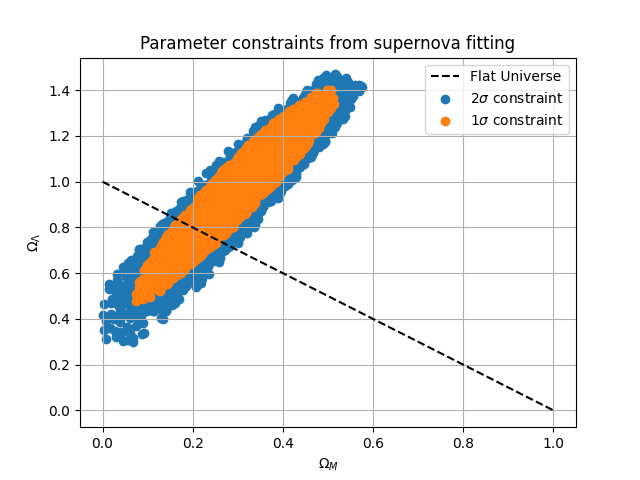 Parameter constraints from supernova fitting
Flat Universe
2σ constraint
1σ constraint
1.4
1.2
1.0
0.8
0.6
0.4
0.2
0.0
Ω_Λ
0.0 0.2 0.4 0.6 0.8 1.0
Ω_M